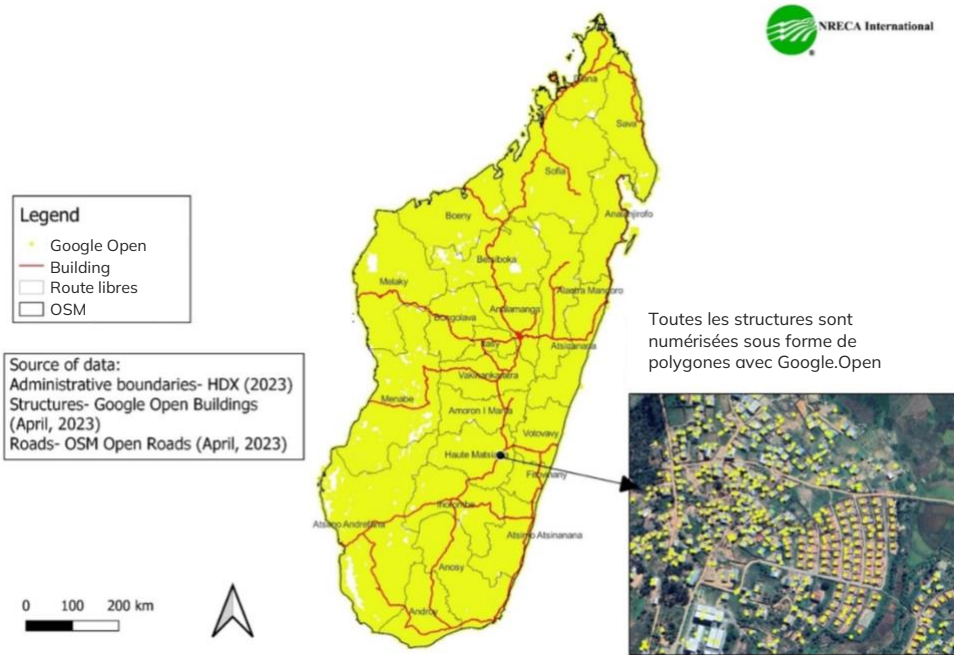 NRECA International
®
Diana
Sava
Sofia
Analanjirofo
Boeny
Betsiboka
Melaky
Alaotra Mangoro
Analamanga
Bongolava
Itasy
Atsinanana
Vakinankaratra
Menabe
Amoron I Mania
Votovavy
Haute Matsiatra
Fitovinany
Ihorombe
Atsimo Andrefana
Atsimo Atsinanana
Anosy
Androy
Legend
Google Open
Building
Route libres
OSM
Source of data:
Administrative boundaries- HDX (2023)
Structures- Google Open Buildings
(April, 2023)
Roads- OSM Open Roads (April, 2023)
Toutes les structures sont
numérisées sous forme de
polygones avec Google.Open
0 100 200 km